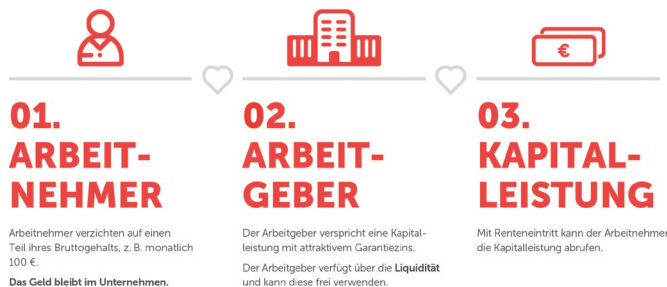 €
01.
ARBEIT-
NEHMER
Arbeitnehmer verzichten auf einen
Teil ihres Bruttogehalts, z. B. monatlich
100 €.
Das Geld bleibt im Unternehmen.
02.
ARBEIT-
GEBER
Der Arbeitgeber verspricht eine Kapital-
leistung mit attraktivem Garantiezins.
Der Arbeitgeber verfügt über die Liquidität
und kann diese frei verwenden.
03.
KAPITAL-
LEISTUNG
Mit Renteneintritt kann der Arbeitnehmer
die Kapitalleistung abrufen.